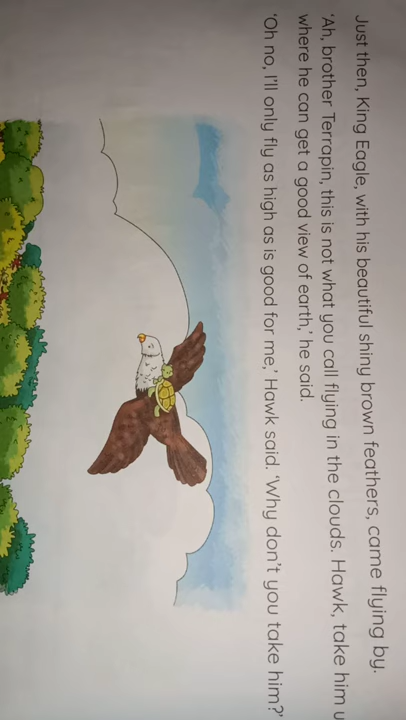 Just then, King Eagle, with his beautiful shiny brown feathers, came flying by.
'Ah, brother Terrapin, this is not what you call flying in the clouds. Hawk, take him
where he can get a good view of earth,' he said.
'Oh no, I'll only fly as high as is good for me,' Hawk said. 'Why don't you take him?'